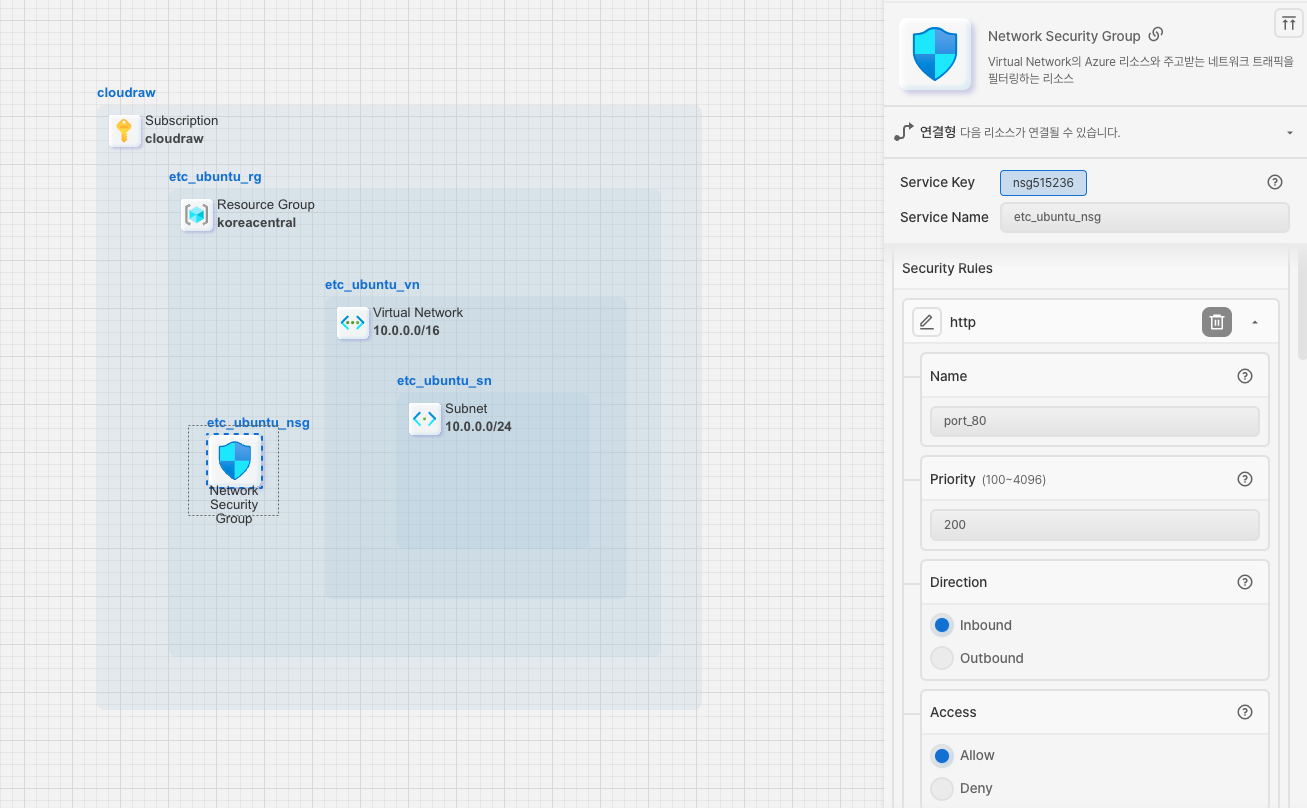 cloudraw
Subscription
cloudraw
etc_ubuntu_rg
Resource Group
koreacentral
etc_ubuntu_vn
Virtual Network
10.0.0.0/16
etc_ubuntu_sn
Subnet
10.0.0.0/24
etc_ubuntu_nsg
Network
Security
Group
Network Security Group
Virtual Network의 Azure 리소스와 주고받는 네트워크 트래픽을
필터링하는 리소스
연결형 다음 리소스가 연결될 수 있습니다.
Service Key nsg515236
Service Name etc_ubuntu_nsg
Security Rules
http
Name
port_80
Priority (100~4096)
200
Direction
Inbound
Outbound
Access
Allow
Deny